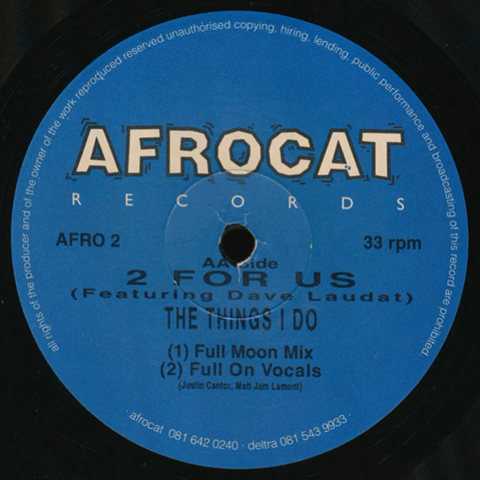 all rights of the producer and of the owner of the work reproduced reserved unauthorised copying, hiring, lending, public performance and broadcasting of this record are prohibited.
AFROCAT
RECORDS
AFRO 2
33 rpm
AA Side
2 FOR US
(Featuring Dave Laudat)
THE THINGS I DO
(1) Full Moon Mix
(2) Full On Vocals
(Justin Cantor, Matt Jam Lamont)
· afrocat 081 642 0240 · deltra 081 543 9933 ·